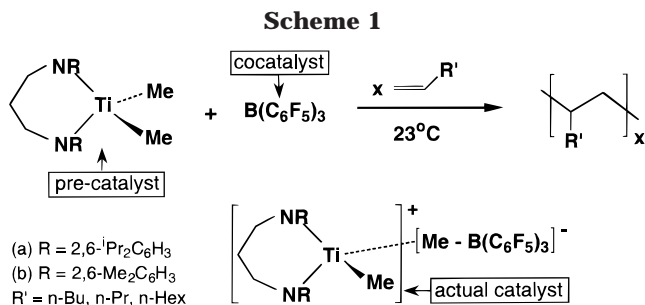 Scheme 1
NR
Ti
Me
Me
NR
pre-catalyst
+
cocatalyst
B(C₆F₅)₃
x
R'
23°C
R'
x
(a) R = 2,6-ⁱPr₂C₆H₃
(b) R = 2,6-Me₂C₆H₃
R' = n-Bu, n-Pr, n-Hex
NR
Ti
Me
NR
+
[Me - B(C₆F₅)₃]⁻
actual catalyst